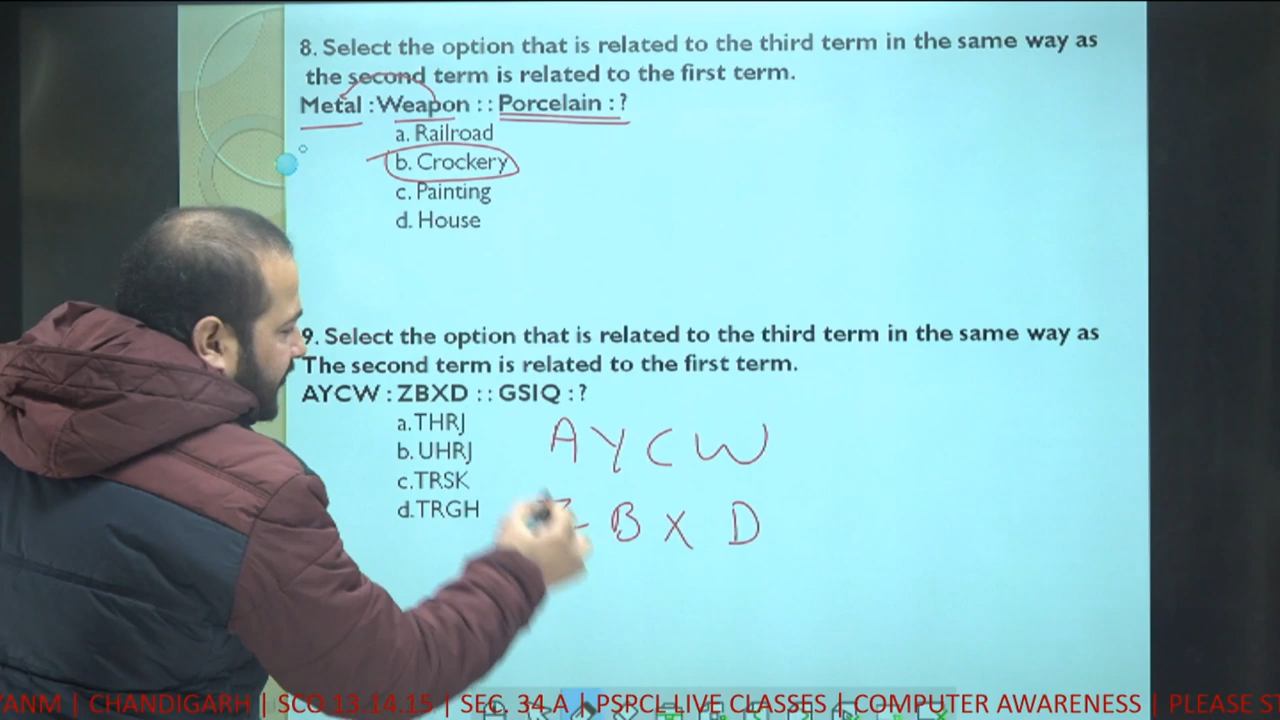 8. Select the option that is related to the third term in the same way as
the second term is related to the first term.
Metal : Weapon : : Porcelain : ?
a. Railroad
b. Crockery
c. Painting
d. House
9. Select the option that is related to the third term in the same way as
The second term is related to the first term.
AYCW : ZBXD : : GSIQ : ?
a. THRJ
b. UHRJ
c. TRSK
d. TRGH
A Y C W
B X D
| CHANDIGARH | SCO 13-14-15 | SEC. 34 A | PSPCL LIVE CLASSES | COMPUTER AWARENESS | PLEASE